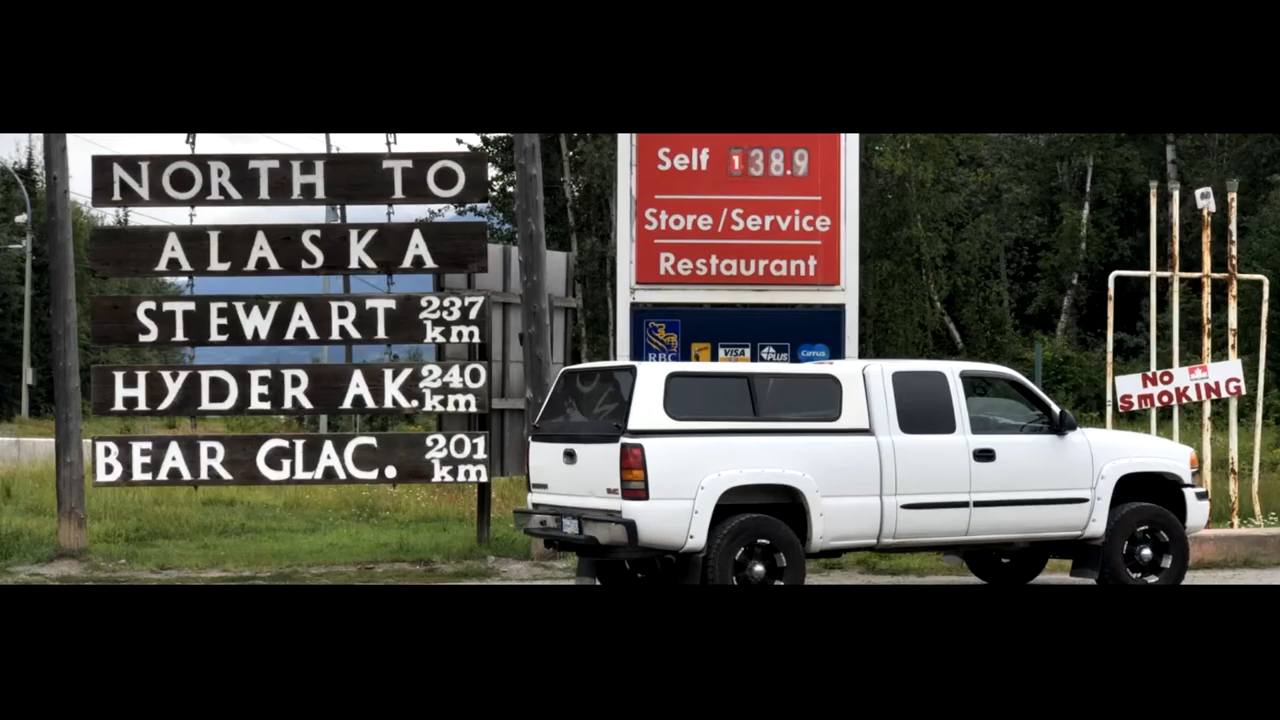 NORTH TO
ALASKA
STEWART 237 km
HYDER AK. 240 km
BEAR GLAC. 201 km
Self 138.9
Store/Service
Restaurant
RBC VISA PLUS Cirrus
NO
SMOKING